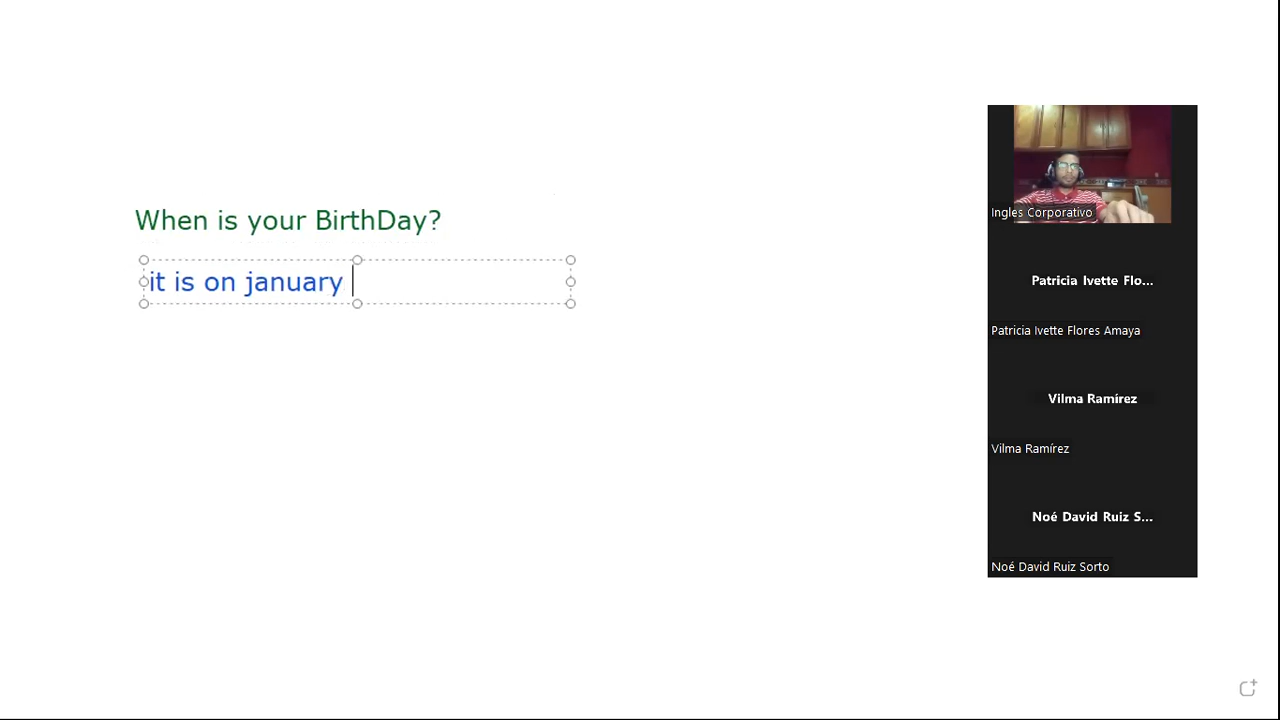 When is your BirthDay?
it is on january
Ingles Corporativo
Patricia Ivette Flo...
Patricia Ivette Flores Amaya
Vilma Ramírez
Vilma Ramírez
Noé David Ruiz S...
Noé David Ruiz Sorto